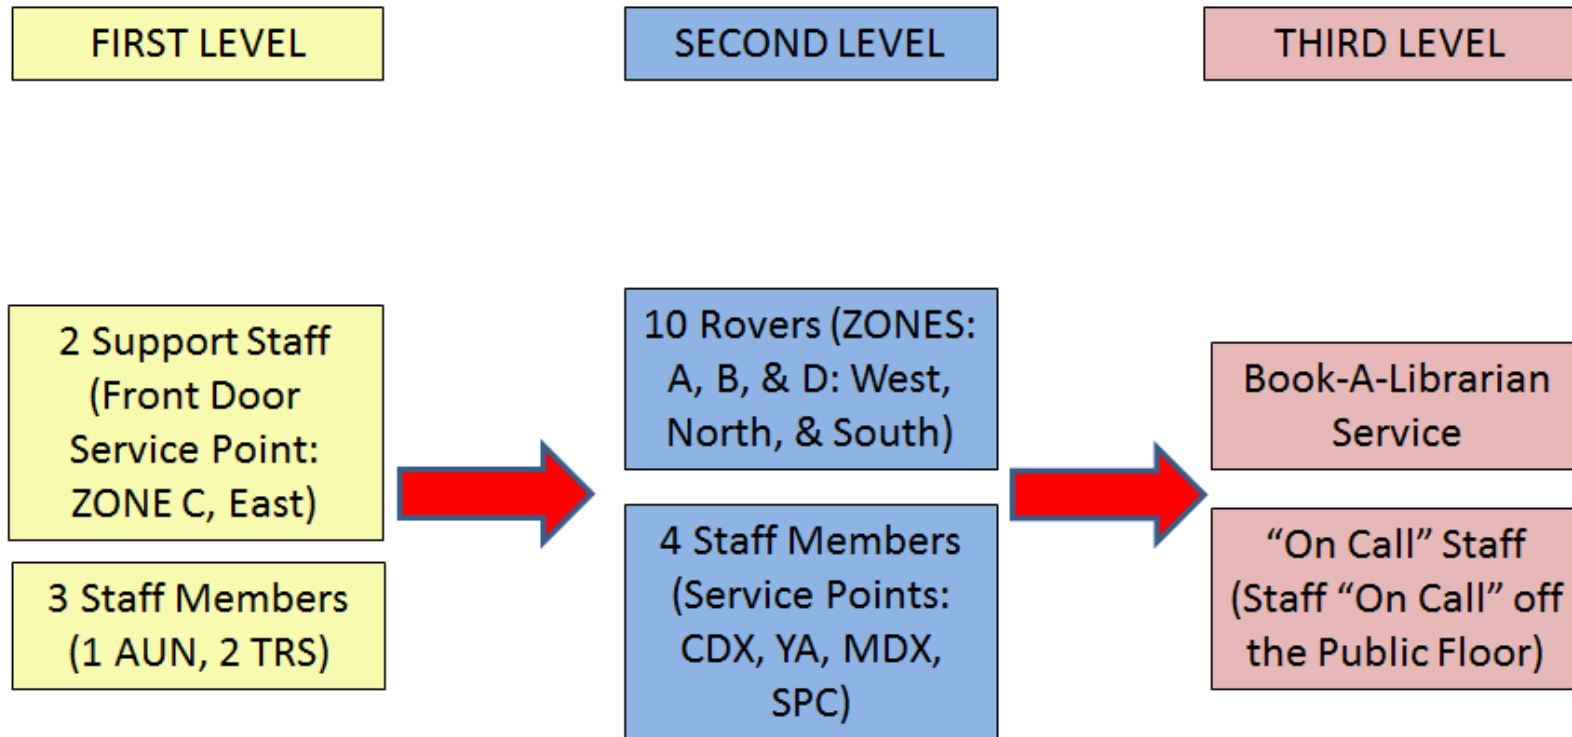 FIRST LEVEL
SECOND LEVEL
THIRD LEVEL
2 Support Staff
(Front Door
Service Point:
ZONE C, East)
3 Staff Members
(1 AUN, 2 TRS)
10 Rovers (ZONES:
A, B, & D: West,
North, & South)
4 Staff Members
(Service Points:
CDX, YA, MDX,
SPC)
Book-A-Librarian
Service
“On Call” Staff
(Staff “On Call” off
the Public Floor)